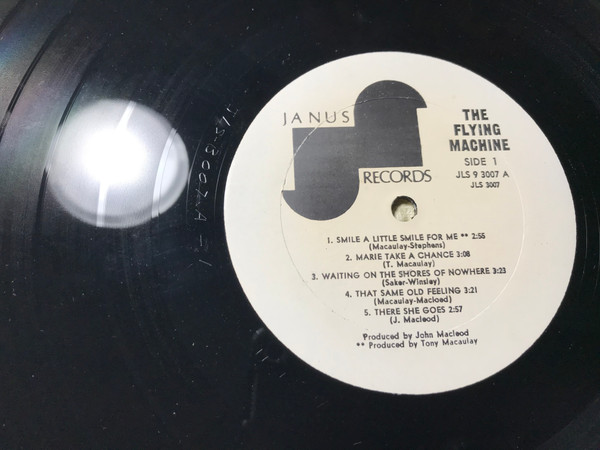 JANUS
RECORDS
THE
FLYING
MACHINE
SIDE 1
JLS 9 3007 A
JLS 3007
1. SMILE A LITTLE SMILE FOR ME ** 2:55
(Macaulay-Stephens)
2. MARIE TAKE A CHANCE 3:08
(T. Macaulay)
3. WAITING ON THE SHORES OF NOWHERE 3:23
(Saker-Winsley)
4. THAT SAME OLD FEELING 3:21
(Macaulay-Macloed)
5. THERE SHE GOES 2:57
(J. Macleod)
Produced by John Macleod
** Produced by Tony Macaulay